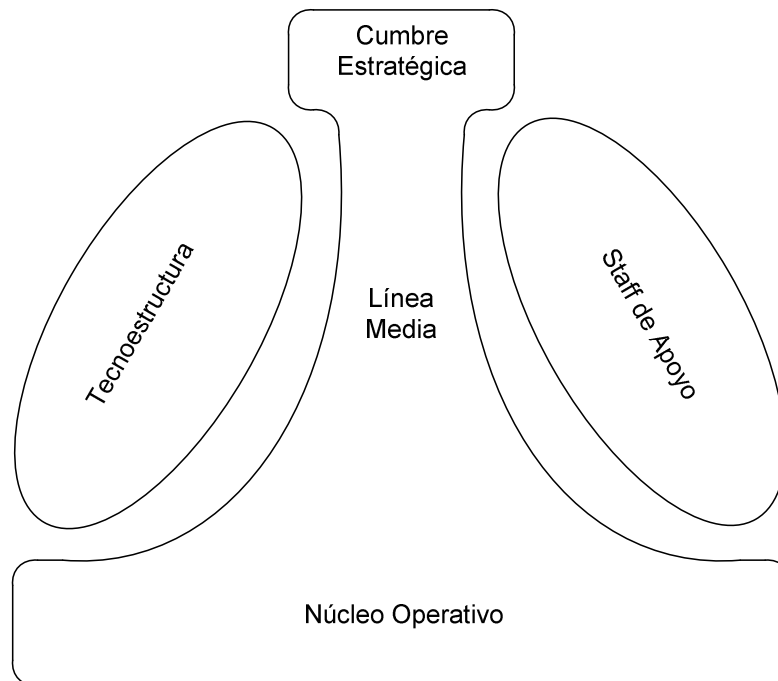 Cumbre
Estratégica
Tecnoestructura
Línea
Media
Staff de Apoyo
Núcleo Operativo